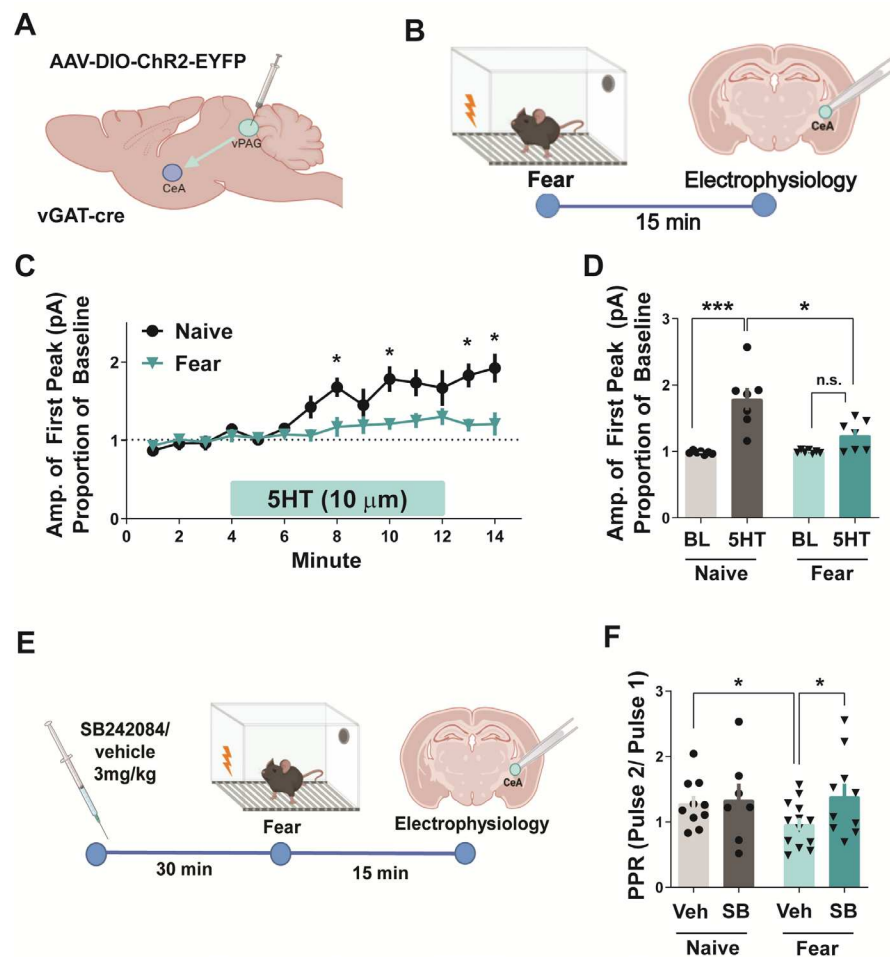 A
AAV-DIO-ChR2-EYFP
vPAG
CeA
vGAT-cre
B
CeA
Fear
Electrophysiology
15 min
C
Amp. of First Peak (pA)
Proportion of Baseline
2
1
0
Naive
Fear
*
*
*
*
5HT (10 μm)
0 2 4 6 8 10 12 14
Minute
D
Amp. of First Peak (pA)
Proportion of Baseline
3
2
1
0
***
*
n.s.
BL 5HT BL 5HT
Naive Fear
E
SB242084/
vehicle
3mg/kg
CeA
Fear
Electrophysiology
30 min
15 min
F
PPR (Pulse 2/ Pulse 1)
3
2
1
0
*
*
Veh SB Veh SB
Naive Fear